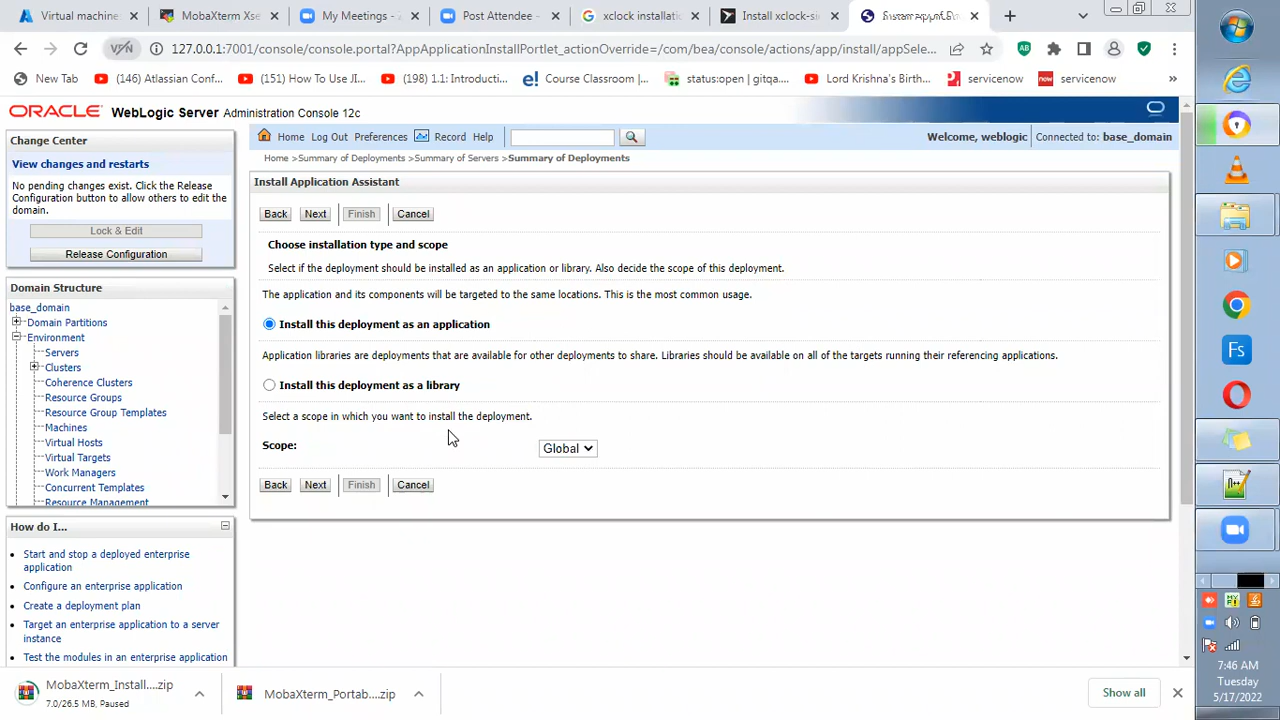 Virtual machine
MobaXterm Xse
My Meetings -
Post Attendee -
xclock installatio
Install xclock-si
127.0.0.1:7001/console/console.portal?AppApplicationInstallPortlet_actionOverride=/com/bea/console/actions/app/install/appSele...
New Tab
(146) Atlassian Conf...
(151) How To Use JI...
(198) 1.1: Introducti...
Course Classroom |...
status:open | gitqa....
Lord Krishna's Birth...
servicenow
servicenow
»
ORACLE WebLogic Server Administration Console 12c
Change Center
View changes and restarts
No pending changes exist. Click the Release
Configuration button to allow others to edit the
domain.
Lock & Edit
Release Configuration
Domain Structure
base_domain
Domain Partitions
Environment
Servers
Clusters
Coherence Clusters
Resource Groups
Resource Group Templates
Machines
Virtual Hosts
Virtual Targets
Work Managers
Concurrent Templates
Resource Management
How do I...
Start and stop a deployed enterprise
application
Configure an enterprise application
Create a deployment plan
Target an enterprise application to a server
instance
Test the modules in an enterprise application
Home Log Out Preferences Record Help
Welcome, weblogic
Connected to: base_domain
Home >Summary of Deployments >Summary of Servers >Summary of Deployments
Install Application Assistant
Back Next Finish Cancel
Choose installation type and scope
Select if the deployment should be installed as an application or library. Also decide the scope of this deployment.
The application and its components will be targeted to the same locations. This is the most common usage.
Install this deployment as an application
Application libraries are deployments that are available for other deployments to share. Libraries should be available on all of the targets running their referencing applications.
Install this deployment as a library
Select a scope in which you want to install the deployment.
Scope: Global
Back Next Finish Cancel
MobaXterm_Install....zip
7.0/26.5 MB, Paused
MobaXterm_Portab....zip
Show all
Fs
7:46 AM
Tuesday
5/17/2022